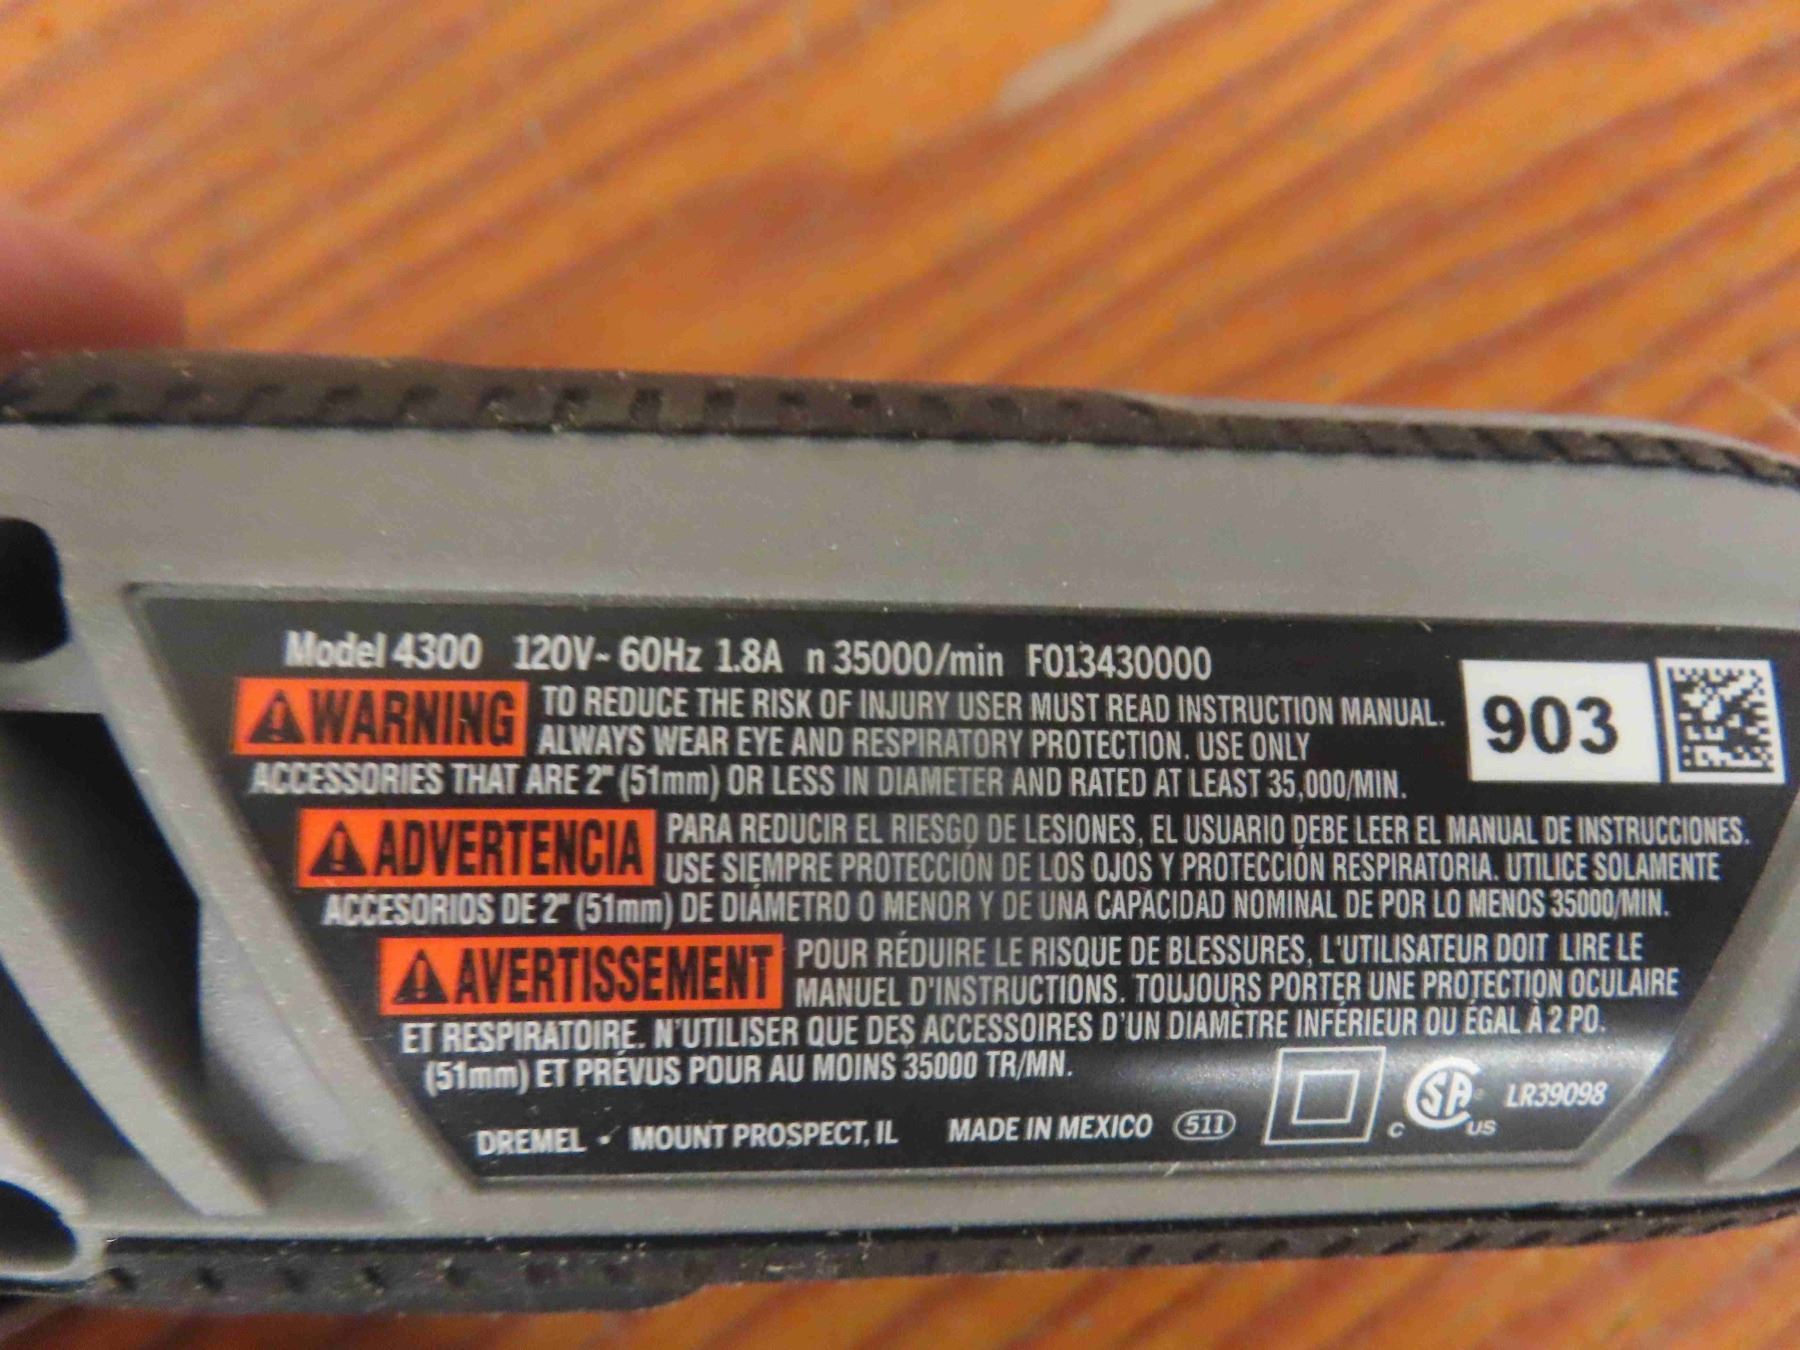 Model 4300 120V~ 60Hz 1.8A n 35000/min F013430000
WARNING TO REDUCE THE RISK OF INJURY USER MUST READ INSTRUCTION MANUAL.
ALWAYS WEAR EYE AND RESPIRATORY PROTECTION. USE ONLY
ACCESSORIES THAT ARE 2" (51mm) OR LESS IN DIAMETER AND RATED AT LEAST 35,000/MIN.
903
ADVERTENCIA PARA REDUCIR EL RIESGO DE LESIONES, EL USUARIO DEBE LEER EL MANUAL DE INSTRUCCIONES.
USE SIEMPRE PROTECCIÓN DE LOS OJOS Y PROTECCIÓN RESPIRATORIA. UTILICE SOLAMENTE
ACCESORIOS DE 2" (51mm) DE DIÁMETRO O MENOR Y DE UNA CAPACIDAD NOMINAL DE POR LO MENOS 35000/MIN.
AVERTISSEMENT POUR RÉDUIRE LE RISQUE DE BLESSURES, L'UTILISATEUR DOIT LIRE LE
MANUEL D'INSTRUCTIONS. TOUJOURS PORTER UNE PROTECTION OCULAIRE
ET RESPIRATOIRE. N'UTILISER QUE DES ACCESSOIRES D'UN DIAMÈTRE INFÉRIEUR OU ÉGAL À 2 PO.
(51mm) ET PRÉVUS POUR AU MOINS 35000 TR/MN.
DREMEL • MOUNT PROSPECT, IL MADE IN MEXICO 511 C SA US LR39098